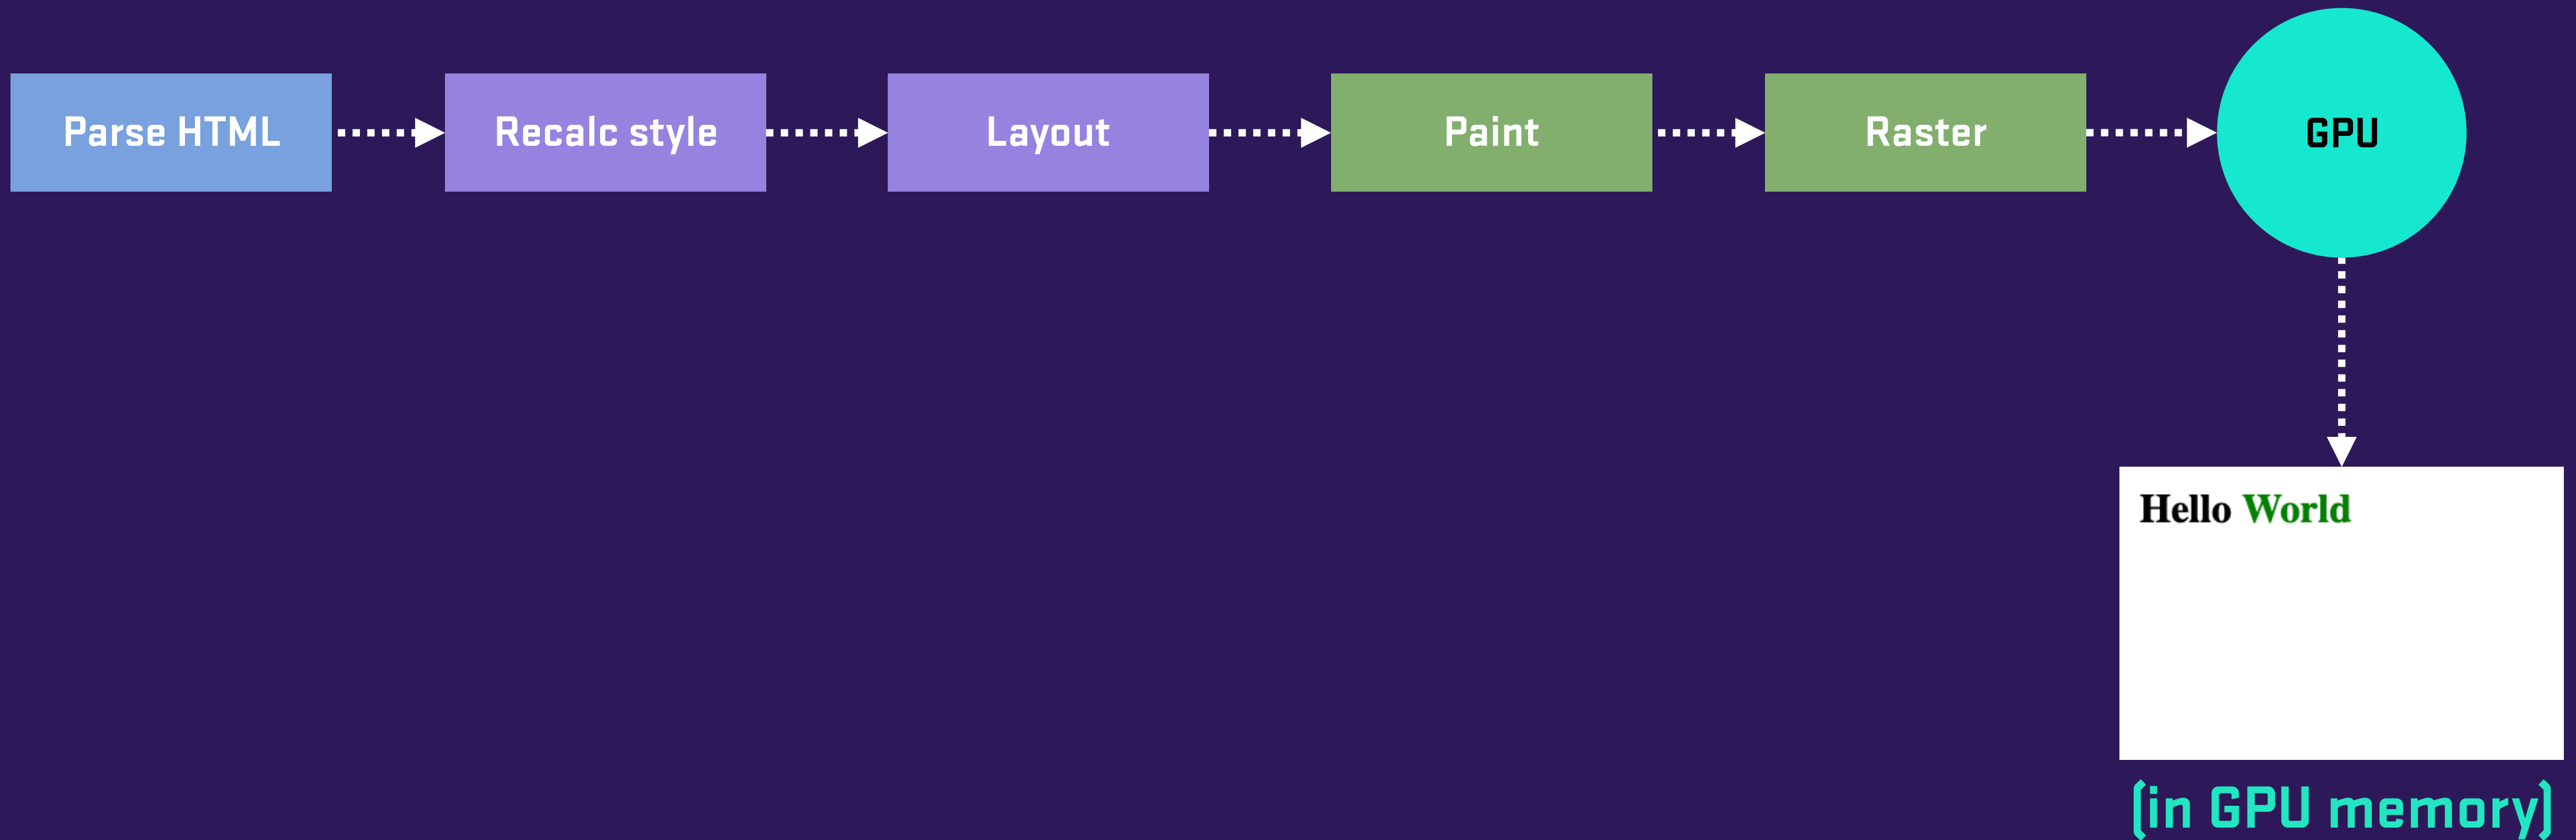 Parse HTML
Recalc style
Layout
Paint
Raster
GPU
Hello World
(in GPU memory)